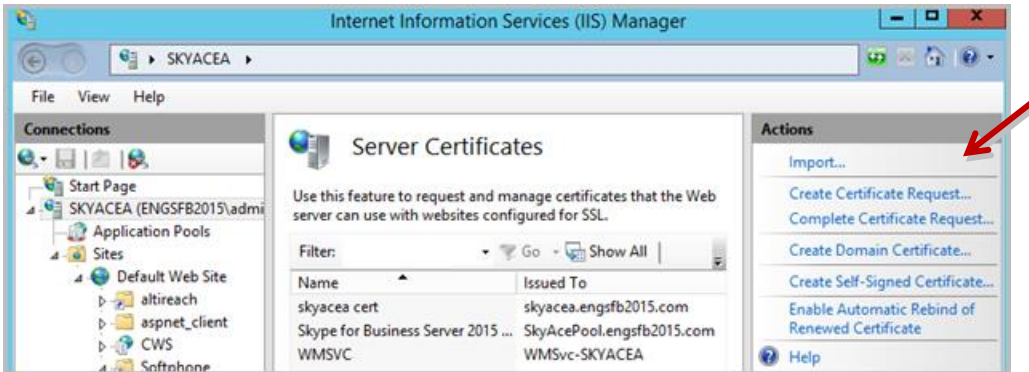 Internet Information Services (IIS) Manager
SKYACEA
File View Help
Connections
Start Page
SKYACEA (ENGSFB2015\admi
Application Pools
Sites
Default Web Site
altireach
aspnet_client
CWS
Softphone
Server Certificates
Use this feature to request and manage certificates that the Web
server can use with websites configured for SSL.
Filter: Go Show All
Name Issued To
skyacea cert skyacea.engsfb2015.com
Skype for Business Server 2015 ... SkyAcePool.engsfb2015.com
WMSVC WMSvc-SKYACEA
Actions
Import...
Create Certificate Request...
Complete Certificate Request...
Create Domain Certificate...
Create Self-Signed Certificate...
Enable Automatic Rebind of
Renewed Certificate
Help